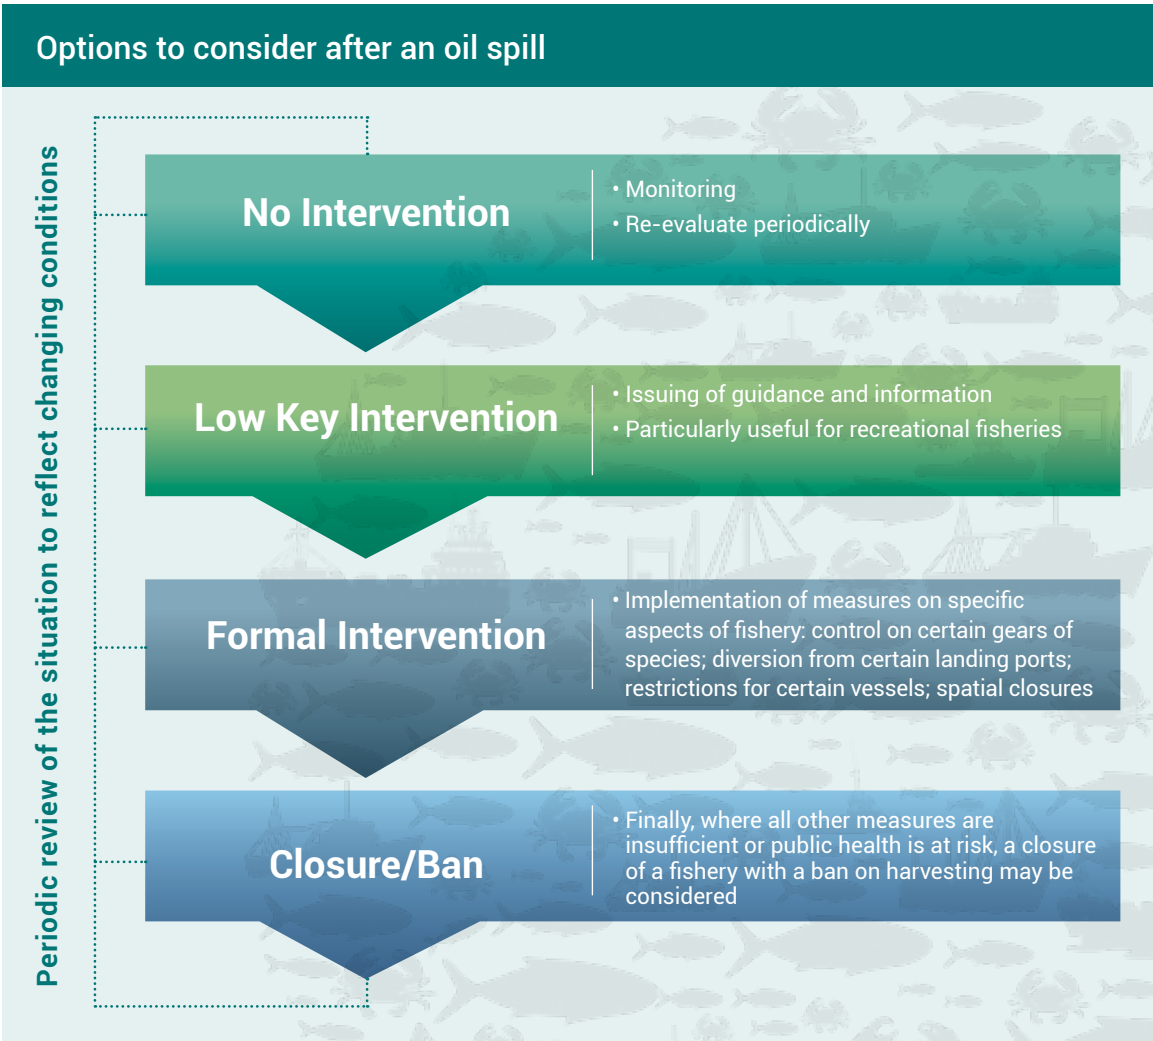 Options to consider after an oil spill
Periodic review of the situation to reflect changing conditions
No Intervention
• Monitoring
• Re-evaluate periodically
Low Key Intervention
• Issuing of guidance and information
• Particularly useful for recreational fisheries
Formal Intervention
• Implementation of measures on specific
aspects of fishery: control on certain gears of
species; diversion from certain landing ports;
restrictions for certain vessels; spatial closures
Closure/Ban
• Finally, where all other measures are
insufficient or public health is at risk, a closure
of a fishery with a ban on harvesting may be
considered